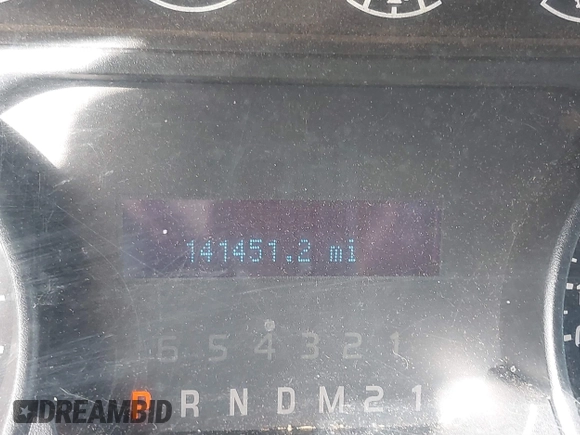 141451.2 mi
6 5 4 3 2 1
P R N D M 2 1
DREAMBID